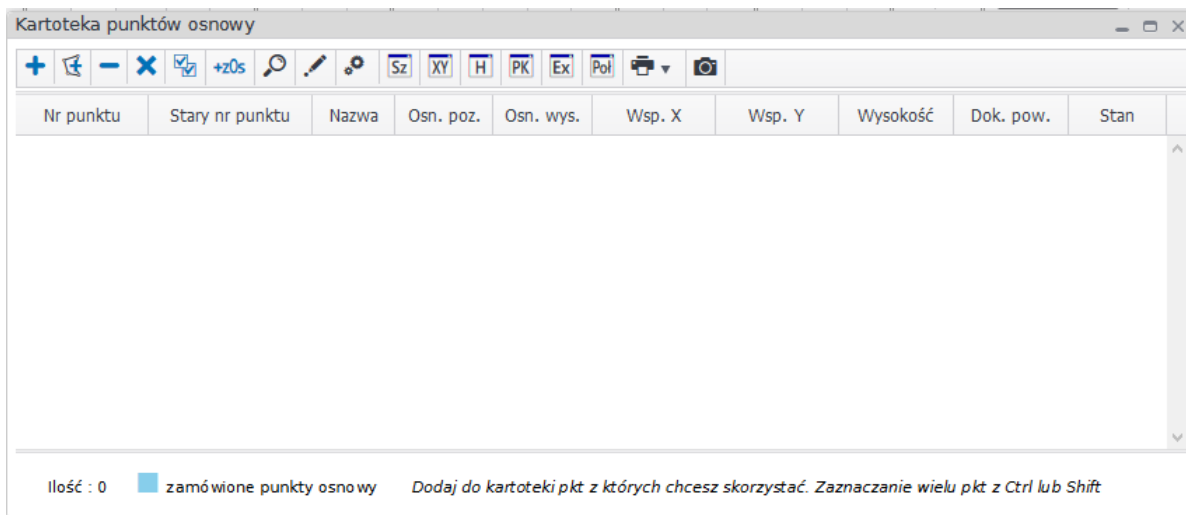 Kartoteka punktów osnowy
+z0s Sz XY H PK Ex Poł
Nr punktu Stary nr punktu Nazwa Osn. poz. Osn. wys. Wsp. X Wsp. Y Wysokość Dok. pow. Stan
Ilość : 0 zamówione punkty osnowy Dodaj do kartoteki pkt z których chcesz skorzystać. Zaznaczanie wielu pkt z Ctrl lub Shift